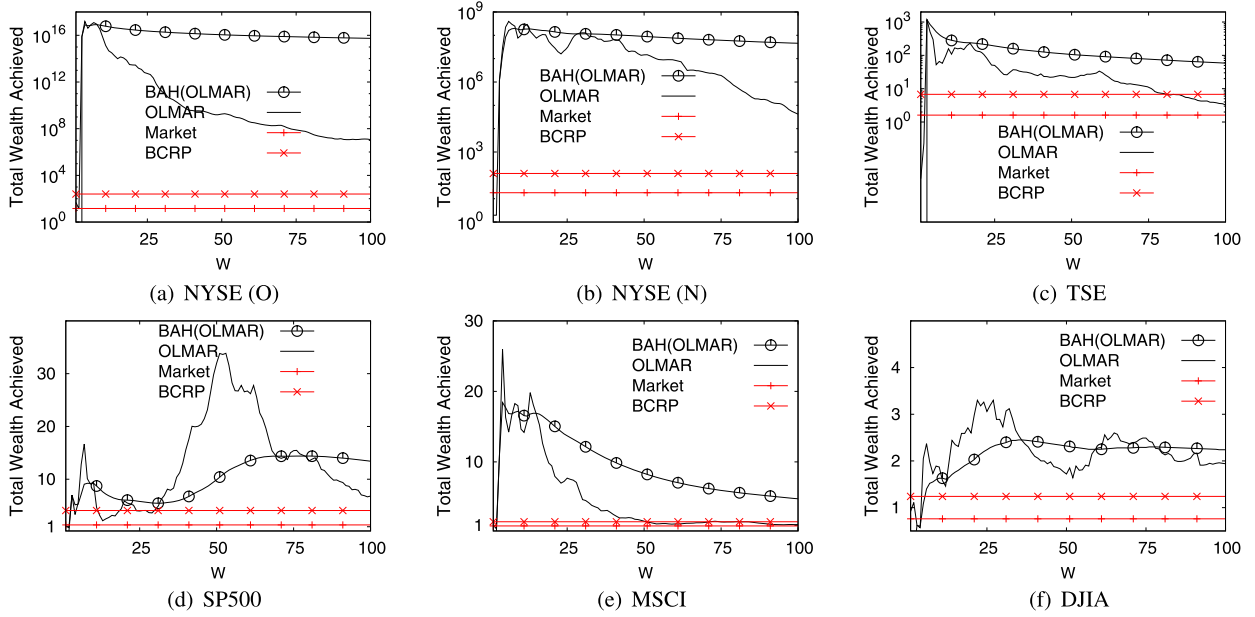 Total Wealth Achieved
10^16
10^12
10^8
10^4
10^0
BAH(OLMAR)
OLMAR
Market
BCRP
25
50
75
100
W
(a) NYSE (O)
Total Wealth Achieved
10^9
10^6
10^3
10^0
BAH(OLMAR)
OLMAR
Market
BCRP
25
50
75
100
W
(b) NYSE (N)
Total Wealth Achieved
10^3
10^2
10^1
10^0
BAH(OLMAR)
OLMAR
Market
BCRP
25
50
75
100
W
(c) TSE
Total Wealth Achieved
30
20
10
1
BAH(OLMAR)
OLMAR
Market
BCRP
25
50
75
100
W
(d) SP500
Total Wealth Achieved
30
20
10
1
BAH(OLMAR)
OLMAR
Market
BCRP
25
50
75
100
W
(e) MSCI
Total Wealth Achieved
4
3
2
1
BAH(OLMAR)
OLMAR
Market
BCRP
25
50
75
100
W
(f) DJIA